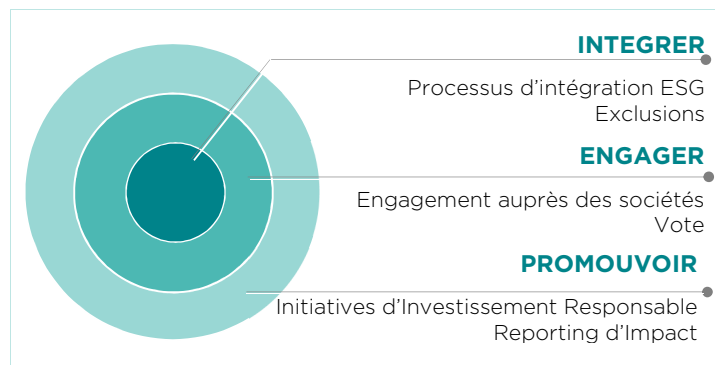 INTEGRER
Processus d'intégration ESG
Exclusions
ENGAGER
Engagement auprès des sociétés
Vote
PROMOUVOIR
Initiatives d'Investissement Responsable
Reporting d'Impact